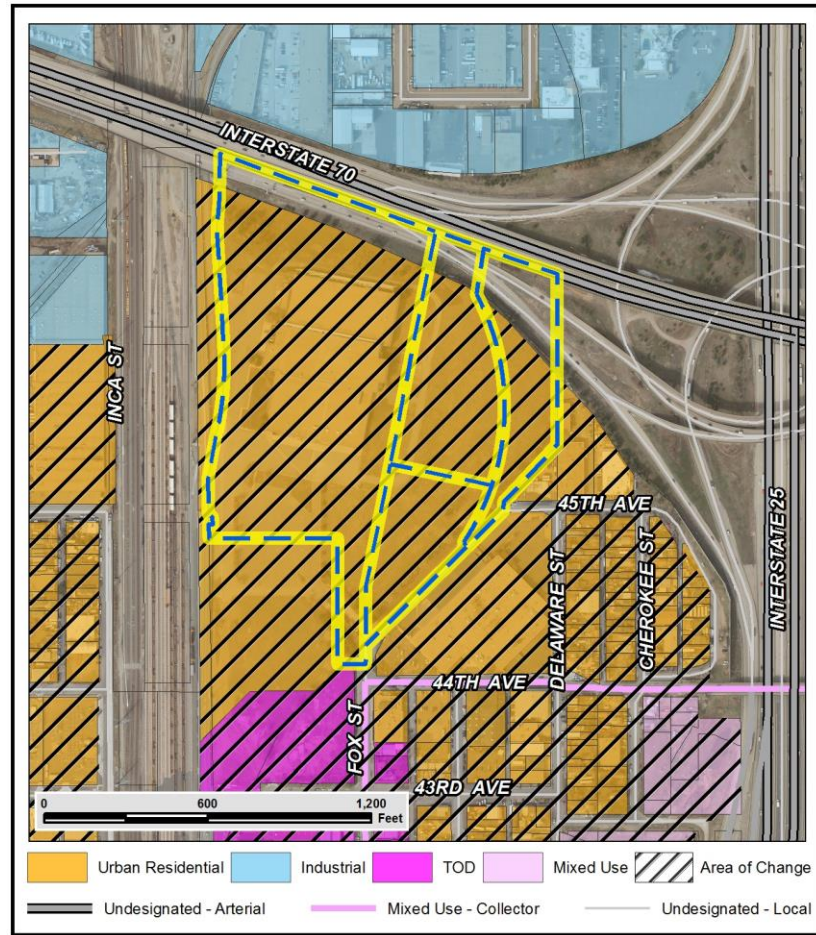 INTERSTATE 70
INCA ST
45TH AVE
DELAWARE ST
CHEROKEE ST
INTERSTATE 25
44TH AVE
FOX ST
43RD AVE
0 600 1,200
Feet
Urban Residential Industrial TOD Mixed Use Area of Change
Undesignated - Arterial Mixed Use - Collector Undesignated - Local